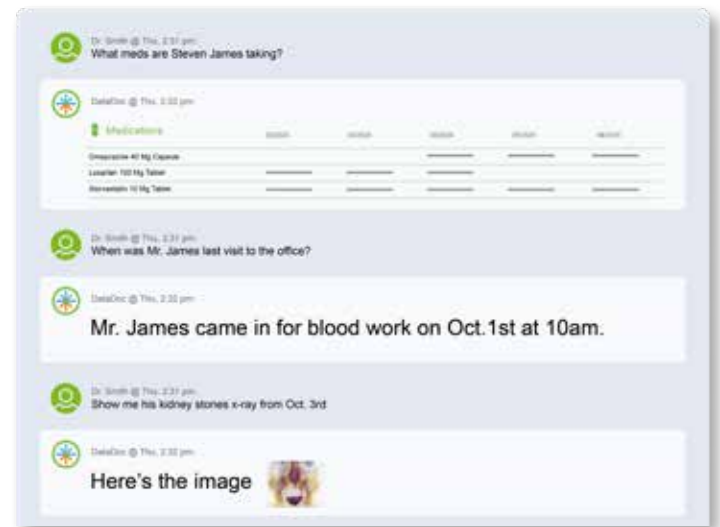 Dr. Smith @ Thu, 2:31 pm
What meds are Steven James taking?
DataDoc @ Thu, 2:32 pm
Medications
Omeprazole 40 Mg Capsule
Losartan 100 Mg Tablet
10 Mg Tablet
Dr. Smith @ Thu, 2:31 pm
When was Mr. James last visit to the office?
DataDoc @ Thu, 2:32 pm
Mr. James came in for blood work on Oct.1st at 10am.
Dr. Smith @ Thu, 2:31 pm
Show me his kidney stones x-ray from Oct. 3rd
DataDoc @ Thu, 2:32 pm
Here's the image